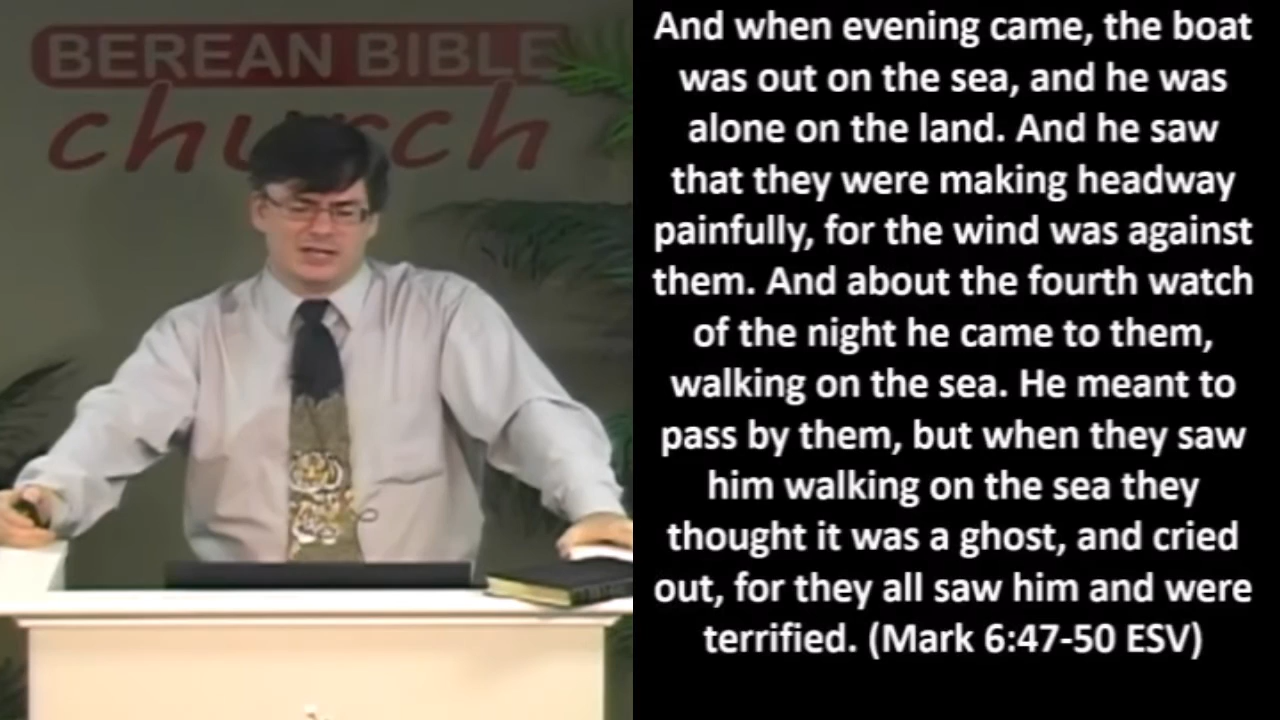 BEREAN BIBLE
church
And when evening came, the boat
was out on the sea, and he was
alone on the land. And he saw
that they were making headway
painfully, for the wind was against
them. And about the fourth watch
of the night he came to them,
walking on the sea. He meant to
pass by them, but when they saw
him walking on the sea they
thought it was a ghost, and cried
out, for they all saw him and were
terrified. (Mark 6:47-50 ESV)